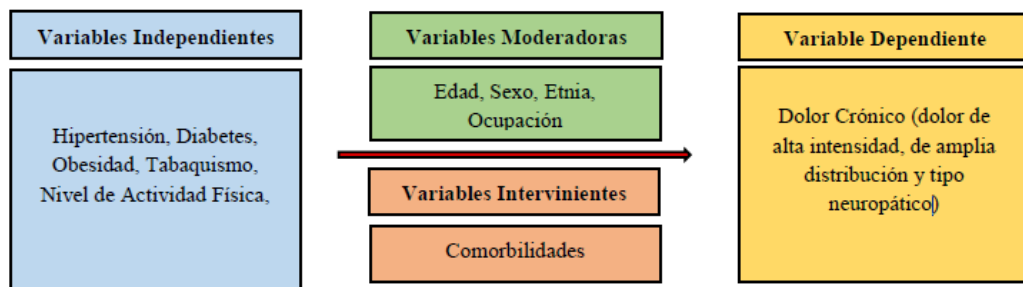 Variables Independientes
Hipertensión, Diabetes,
Obesidad, Tabaquismo,
Nivel de Actividad Física,
Variables Moderadoras
Edad, Sexo, Etnia,
Ocupación
Variables Intervinientes
Comorbilidades
Variable Dependiente
Dolor Crónico (dolor de
alta intensidad, de amplia
distribución y tipo
neuropático)